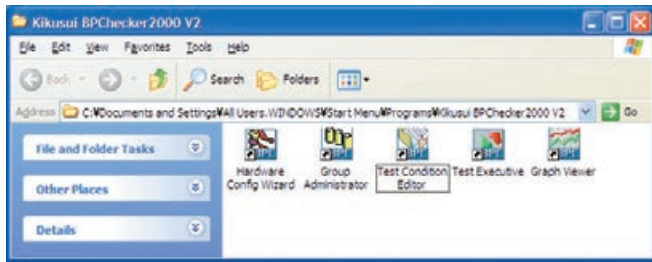 Kikusui BPChecker2000 V2
File Edit View Favorites Tools Help
Back Search Folders
Address C:¥Documents and Settings¥All Users.WINDOWS¥Start Menu¥Programs¥Kikusui BPChecker2000 V2 Go
File and Folder Tasks
Other Places
Details
Hardware Config Wizard
Group Administrator
Test Condition Editor
Test Executive
Graph Viewer